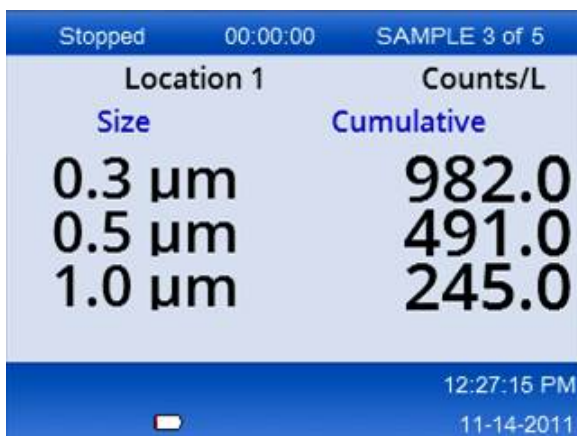 Stopped 00:00:00 SAMPLE 3 of 5
Location 1 Counts/L
Size Cumulative
0.3 µm 982.0
0.5 µm 491.0
1.0 µm 245.0
12:27:15 PM
11-14-2011